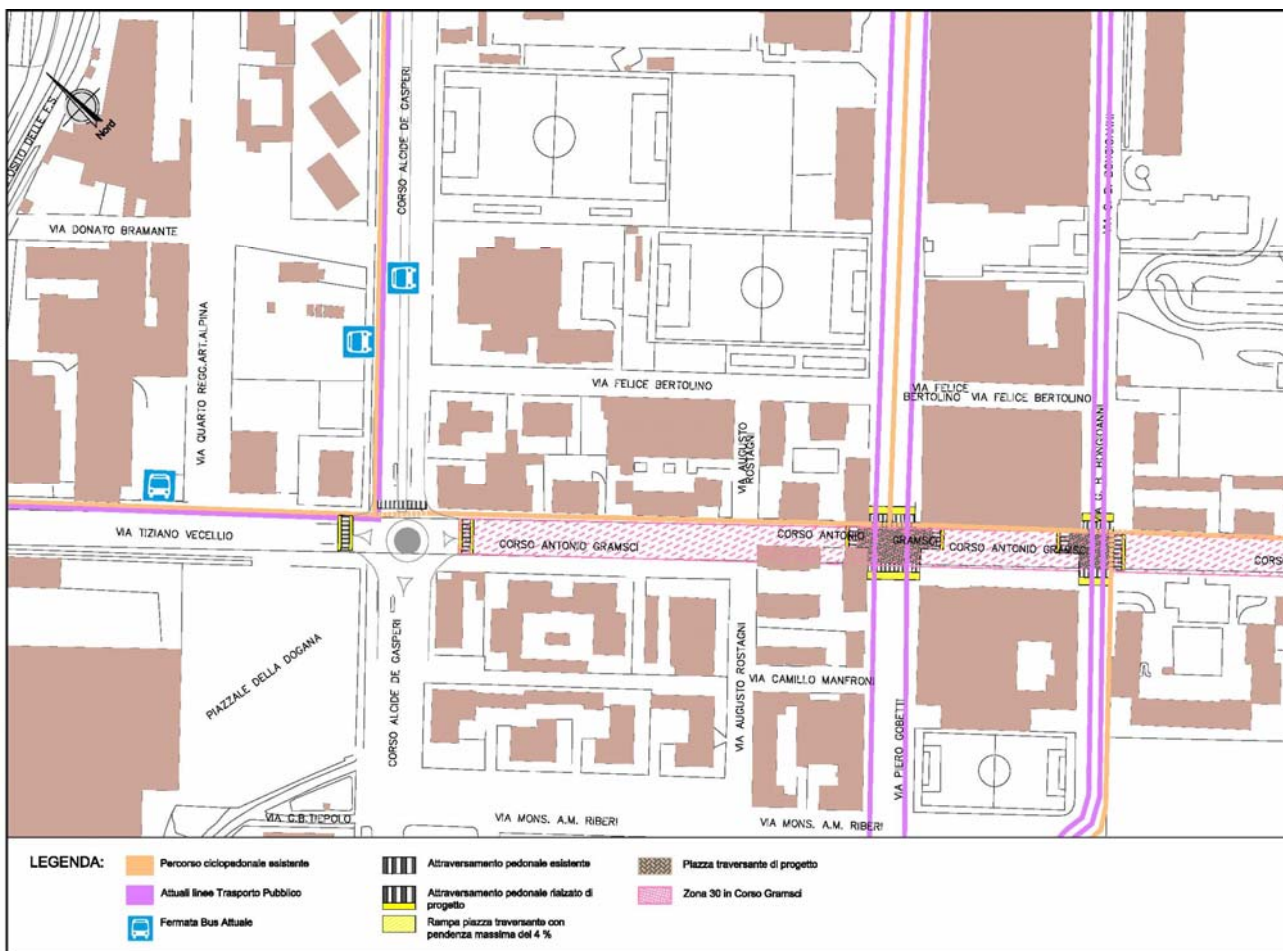 Nord
VIA DONATO BRAMANTE
VIA QUARTO REGG.ART.ALPINA
CORSO ALCIDE DE GASPERI
VIA FELICE BERTOLINO
VIA FELICE
BERTOLINO
VIA FELICE BERTOLINO
VIA AUGUSTO
ROSTAGNI
VIA TIZIANO VECELLIO
CORSO ANTONIO GRAMSCI
CORSO ANTONIO
GRAMSCI
CORSO ANTONIO GRAMSCI
PIAZZALE DELLA DOGANA
CORSO ALCIDE DE GASPERI
VIA AUGUSTO ROSTAGNI
VIA CAMILLO MANFRONI
VIA PIERO GOBETTI
VIA G.B.TIEPOLO
VIA MONS. A.M. RIBERI
VIA MONS. A.M. RIBERI
LEGENDA:
Percorso ciclopedonale esistente
Attuali linee Trasporto Pubblico
Fermata Bus Attuale
Attraversamento pedonale esistente
Attraversamento pedonale rialzato di
progetto
Rampa piazza traversante con
pendenza massima del 4 %
Piazza traversante di progetto
Zona 30 in Corso Gramsci